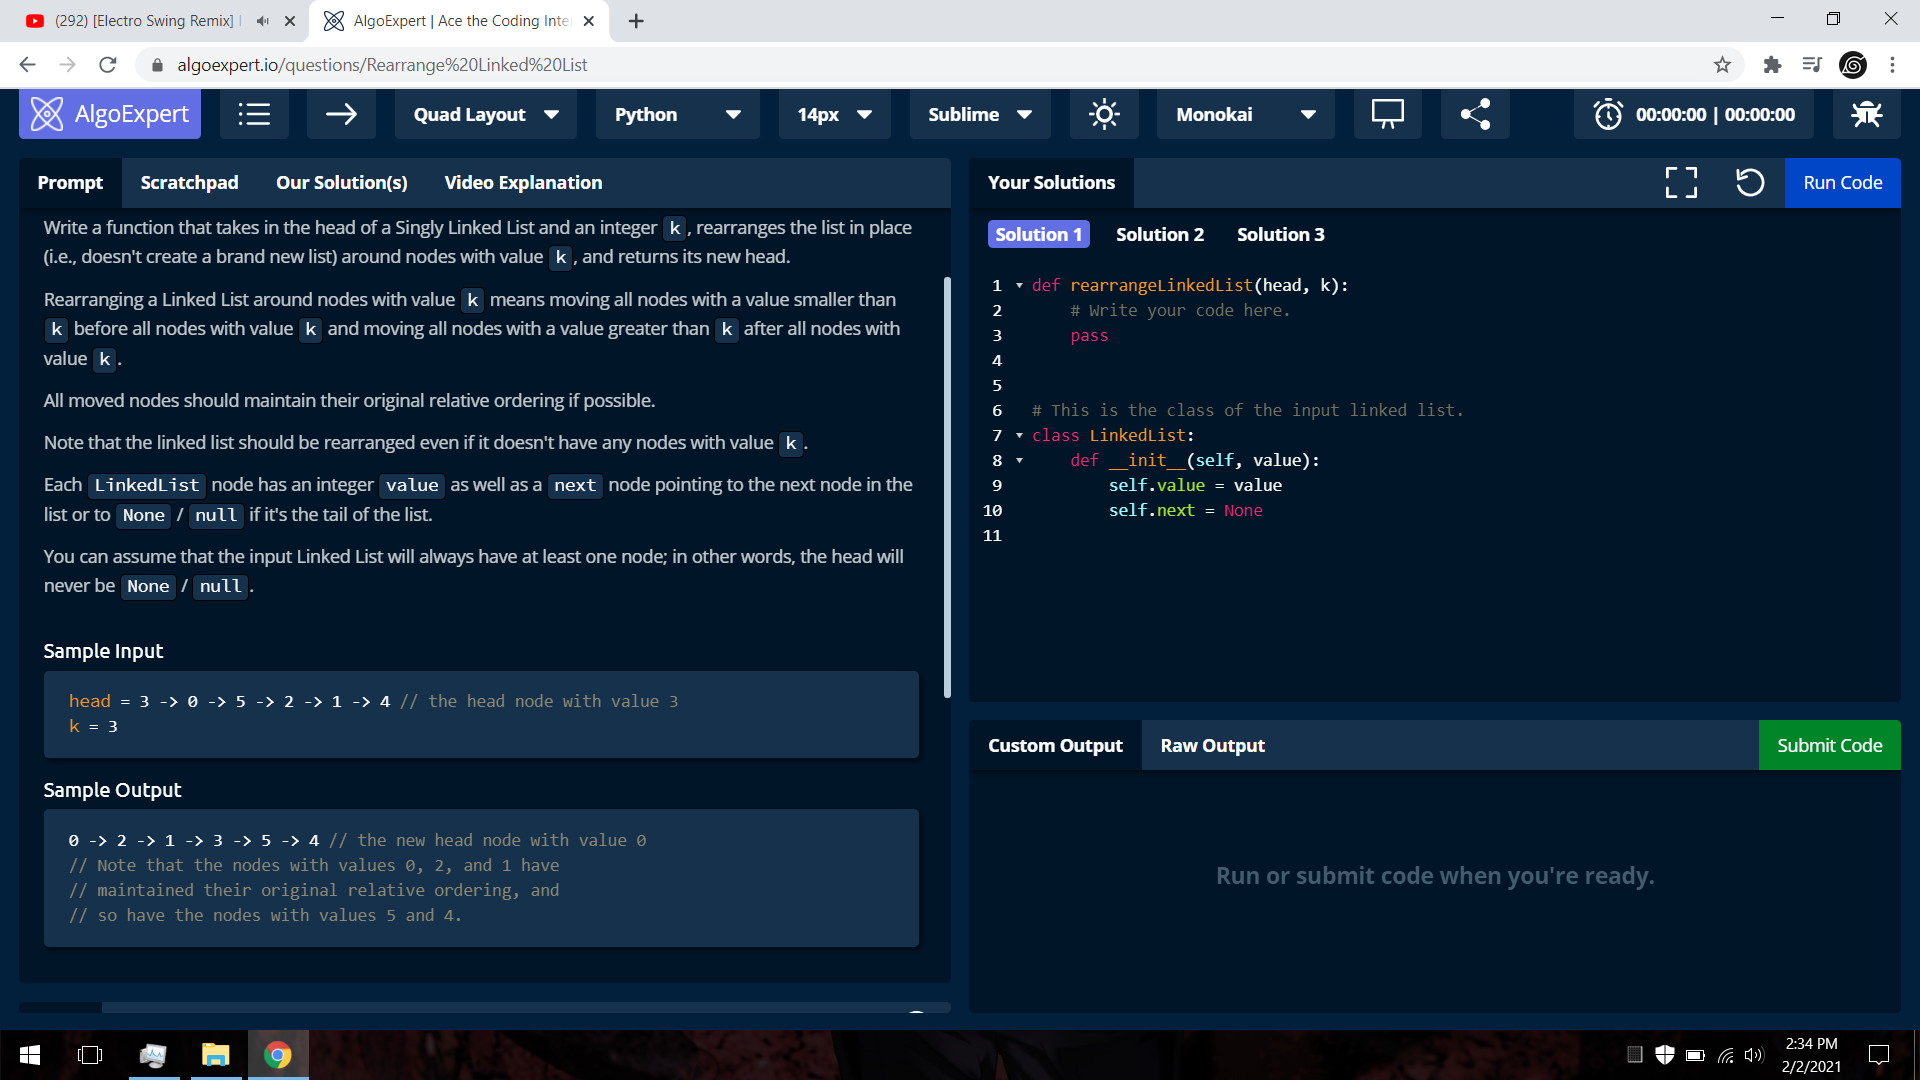 (292) [Electro Swing Remix]
AlgoExpert | Ace the Coding Inte
algoexpert.io/questions/Rearrange%20Linked%20List
AlgoExpert
Quad Layout
Python
14px
Sublime
Monokai
00:00:00 | 00:00:00
Prompt
Scratchpad
Our Solution(s)
Video Explanation
Write a function that takes in the head of a Singly Linked List and an integer k, rearranges the list in place
(i.e., doesn't create a brand new list) around nodes with value k, and returns its new head.
Rearranging a Linked List around nodes with value k means moving all nodes with a value smaller than
k before all nodes with value k and moving all nodes with a value greater than k after all nodes with
value k.
All moved nodes should maintain their original relative ordering if possible.
Note that the linked list should be rearranged even if it doesn't have any nodes with value k.
Each LinkedList node has an integer value as well as a next node pointing to the next node in the
list or to None / null if it's the tail of the list.
You can assume that the input Linked List will always have at least one node; in other words, the head will
never be None / null.
Sample Input
head = 3 -> 0 -> 5 -> 2 -> 1 -> 4 // the head node with value 3
k = 3
Sample Output
0 -> 2 -> 1 -> 3 -> 5 -> 4 // the new head node with value 0
// Note that the nodes with values 0, 2, and 1 have
// maintained their original relative ordering, and
// so have the nodes with values 5 and 4.
Your Solutions
Run Code
Solution 1
Solution 2
Solution 3
1 def rearrangeLinkedList(head, k):
2 # Write your code here.
3 pass
4
5
6 # This is the class of the input linked list.
7 class LinkedList:
8 def __init__(self, value):
9 self.value = value
10 self.next = None
11
Custom Output
Raw Output
Submit Code
Run or submit code when you're ready.
2:34 PM
2/2/2021